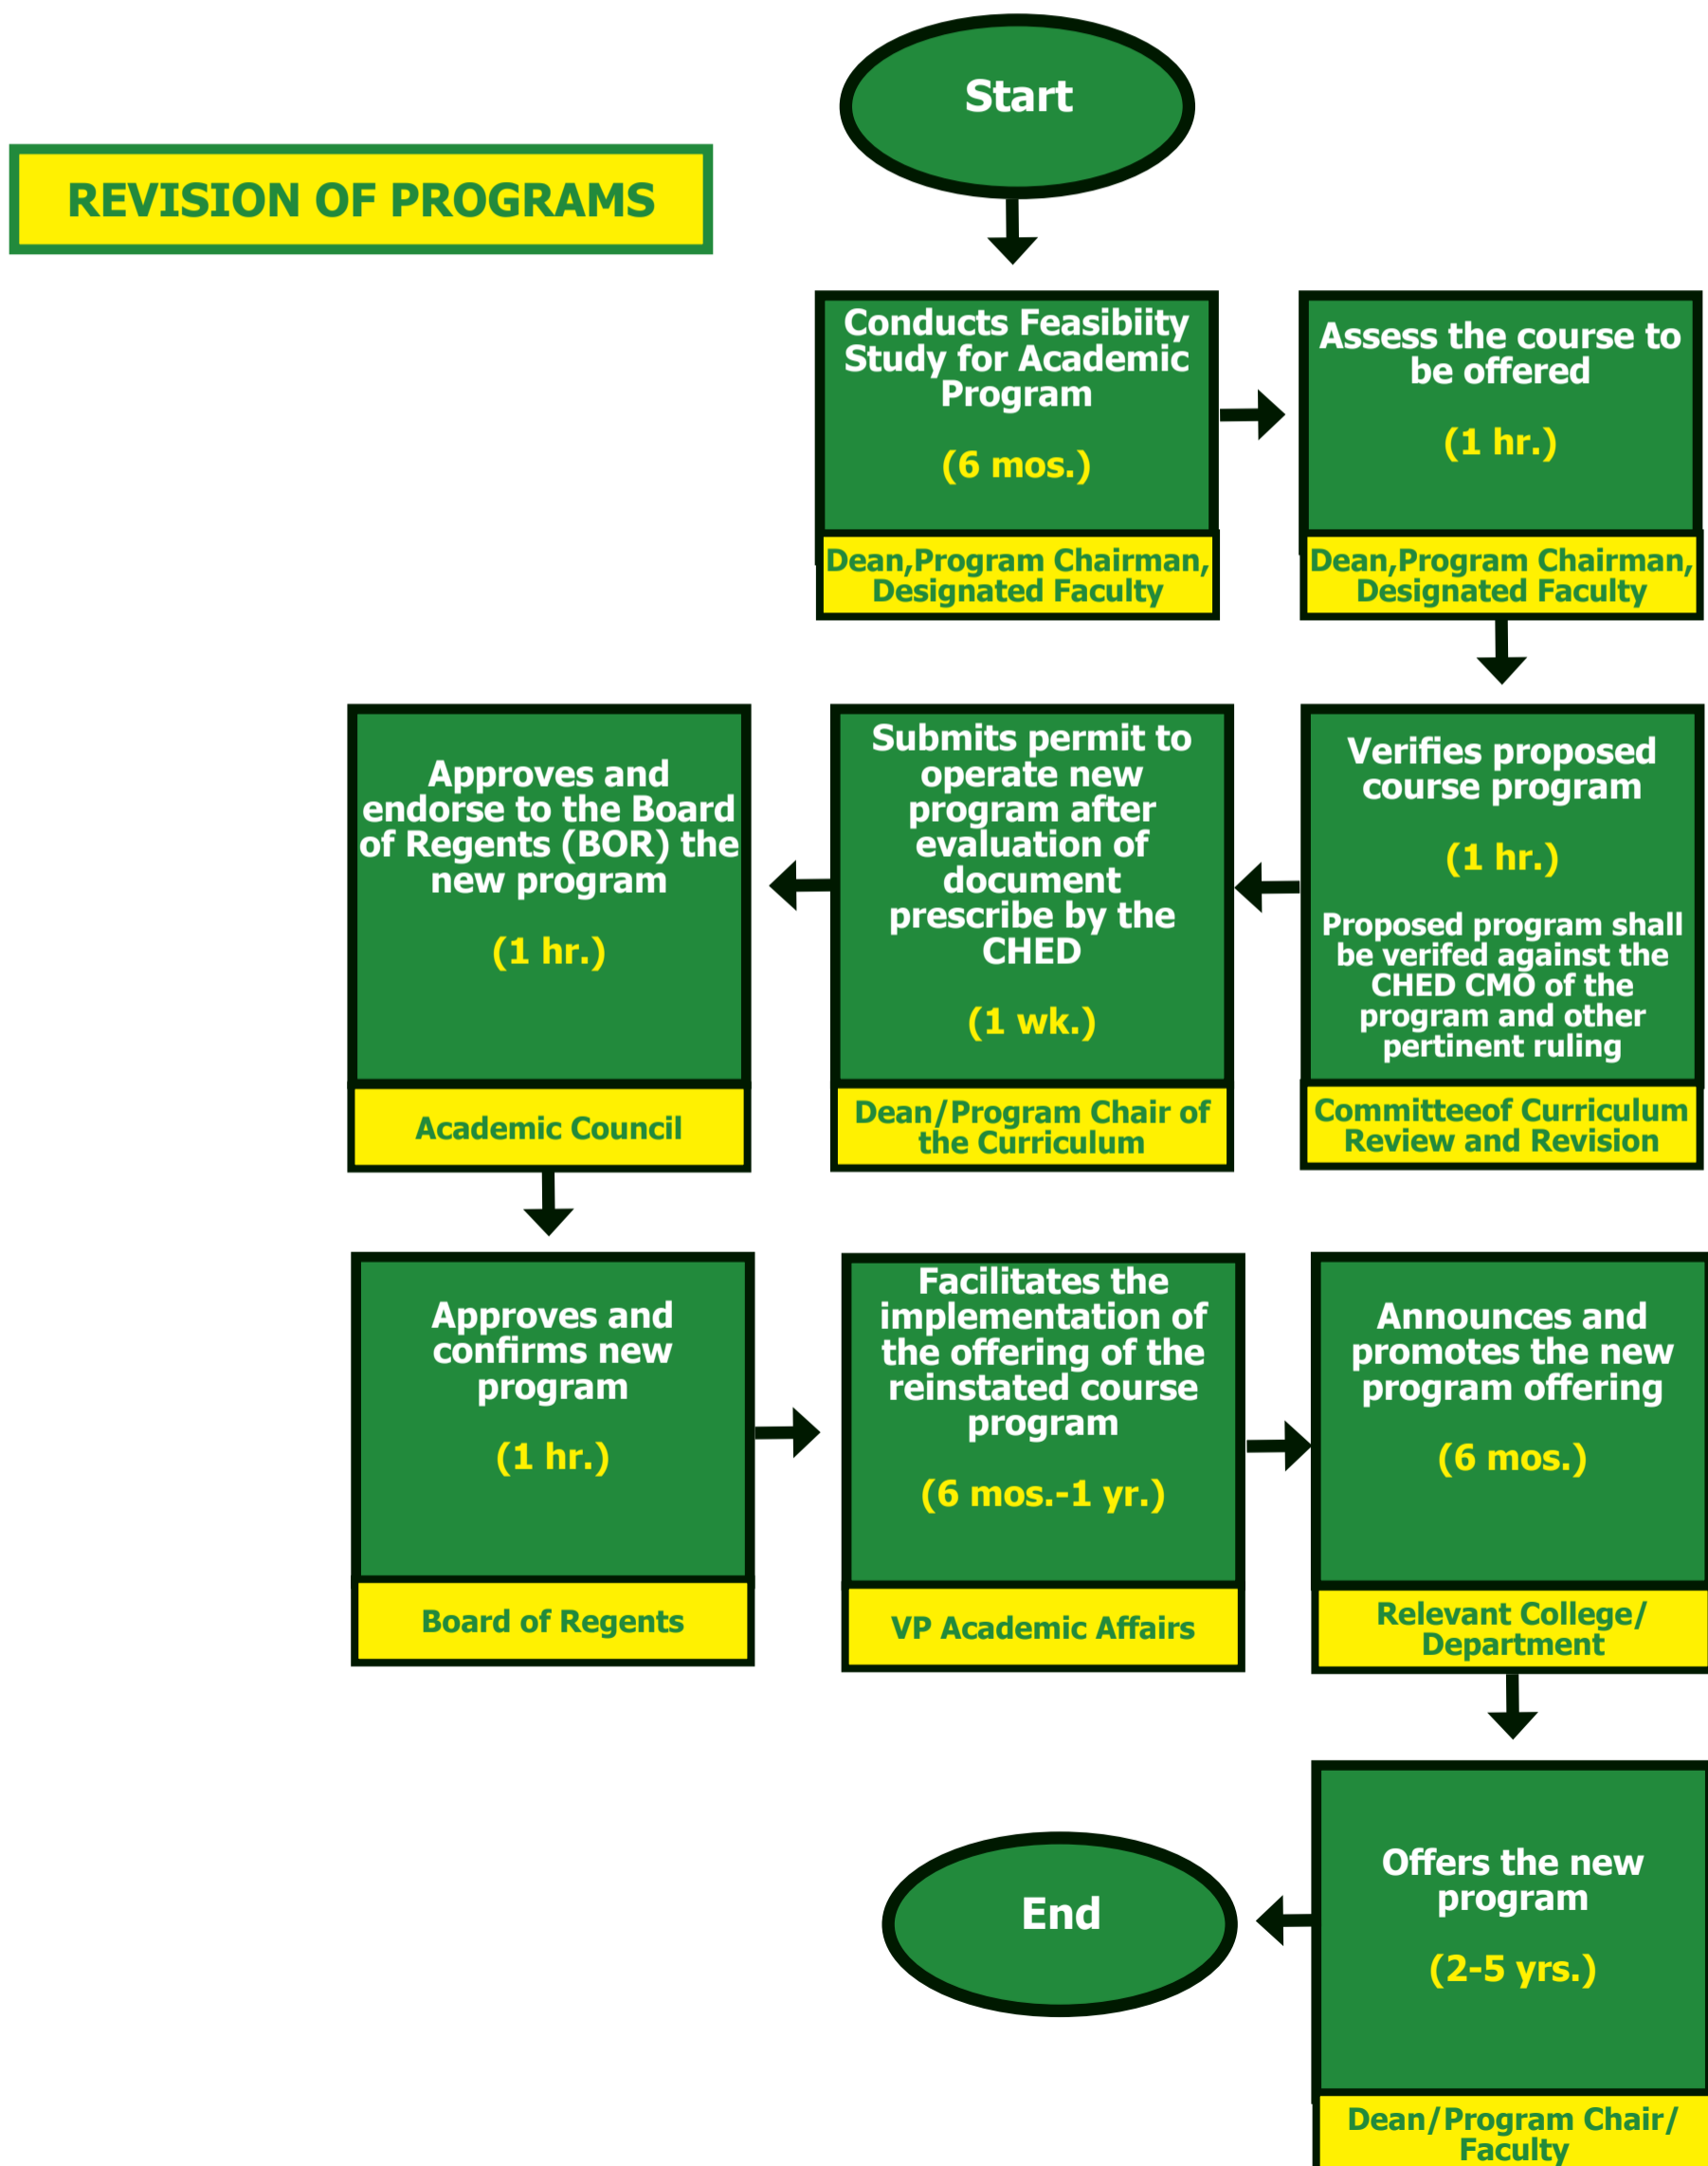 Start
REVISION OF PROGRAMS
Conducts Feasibiity
Study for Academic
Program
(6 mos.)
Dean,Program Chairman,
Designated Faculty
Assess the course to
be offered
(1 hr.)
Dean,Program Chairman,
Designated Faculty
Verifies proposed
course program
(1 hr.)
Proposed program shall
be verifed against the
CHED CMO of the
program and other
pertinent ruling
Committeeof Curriculum
Review and Revision
Submits permit to
operate new
program after
evaluation of
document
prescribe by the
CHED
(1 wk.)
Dean/Program Chair of
the Curriculum
Approves and
endorse to the Board
of Regents (BOR) the
new program
(1 hr.)
Academic Council
Approves and
confirms new
program
(1 hr.)
Board of Regents
Facilitates the
implementation of
the offering of the
reinstated course
program
(6 mos.-1 yr.)
VP Academic Affairs
Announces and
promotes the new
program offering
(6 mos.)
Relevant College/
Department
Offers the new
program
(2-5 yrs.)
Dean/Program Chair/
Faculty
End